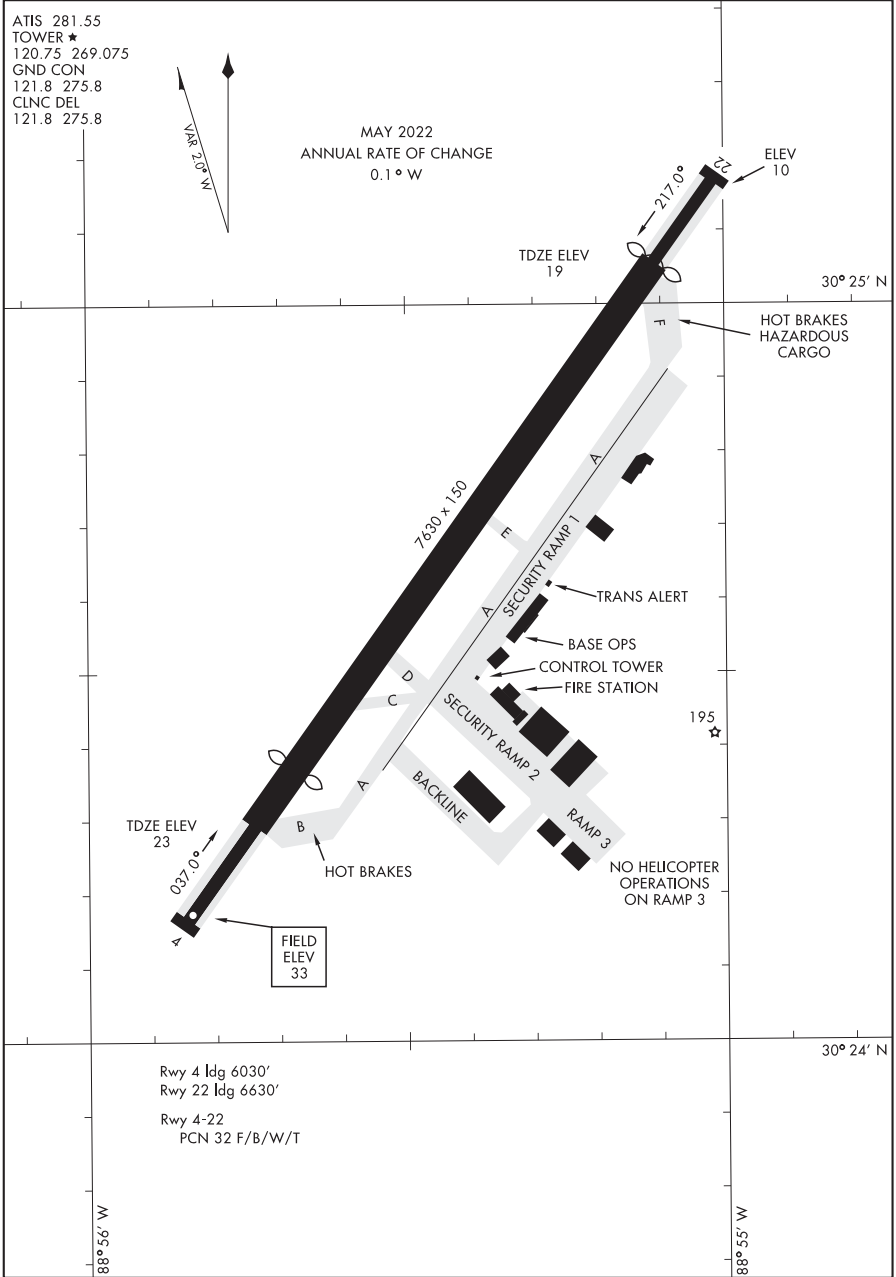 ATIS 281.55
TOWER ★
120.75 269.075
GND CON
121.8 275.8
CLNC DEL
121.8 275.8
VAR 2.0° W
MAY 2022
ANNUAL RATE OF CHANGE
0.1° W
22
ELEV
10
217.0°
TDZE ELEV
19
30° 25' N
F
HOT BRAKES
HAZARDOUS
CARGO
A
7630 x 150
E
SECURITY RAMP 1
TRANS ALERT
A
BASE OPS
CONTROL TOWER
D
FIRE STATION
C
SECURITY RAMP 2
195
A
BACKLINE
B
RAMP 3
TDZE ELEV
23
037.0°
HOT BRAKES
NO HELICOPTER
OPERATIONS
ON RAMP 3
4
FIELD
ELEV
33
30° 24' N
Rwy 4 ldg 6030'
Rwy 22 ldg 6630'
Rwy 4-22
PCN 32 F/B/W/T
88° 56' W
88° 55' W